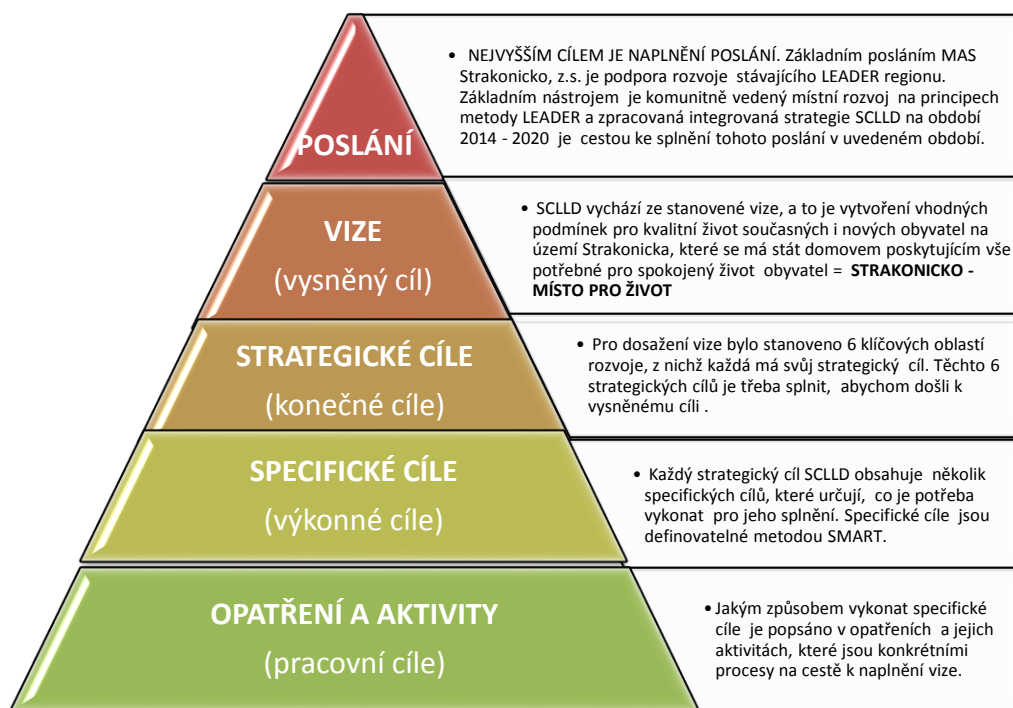 • NEJVYŠŠÍM CÍLEM JE NAPLNĚNÍ POSLÁNÍ. Základním posláním MAS
Strakonicko, z.s. je podpora rozvoje stávajícího LEADER regionu.
Základním nástrojem je komunitně vedený místní rozvoj na principech
metody LEADER a zpracovaná integrovaná strategie SCLLD na období
2014 - 2020 je cestou ke splnění tohoto poslání v uvedeném období.
POSLÁNÍ
VIZE
(vysněný cíl)
• SCLLD vychází ze stanovené vize, a to je vytvoření vhodných
podmínek pro kvalitní život současných i nových obyvatel na
území Strakonicka, které se má stát domovem poskytujícím vše
potřebné pro spokojený život obyvatel = STRAKONICKO -
MÍSTO PRO ŽIVOT
STRATEGICKÉ CÍLE
(konečné cíle)
• Pro dosažení vize bylo stanoveno 6 klíčových oblastí
rozvoje, z nichž každá má svůj strategický cíl. Těchto 6
strategických cílů je třeba splnit, abychom došli k
vysněnému cíli .
SPECIFICKÉ CÍLE
(výkonné cíle)
• Každý strategický cíl SCLLD obsahuje několik
specifických cílů, které určují, co je potřeba
vykonat pro jeho splnění. Specifické cíle jsou
definovatelné metodou SMART.
OPATŘENÍ A AKTIVITY
(pracovní cíle)
• Jakým způsobem vykonat specifické
cíle je popsáno v opatřeních a jejich
aktivitách, které jsou konkrétními
procesy na cestě k naplnění vize.